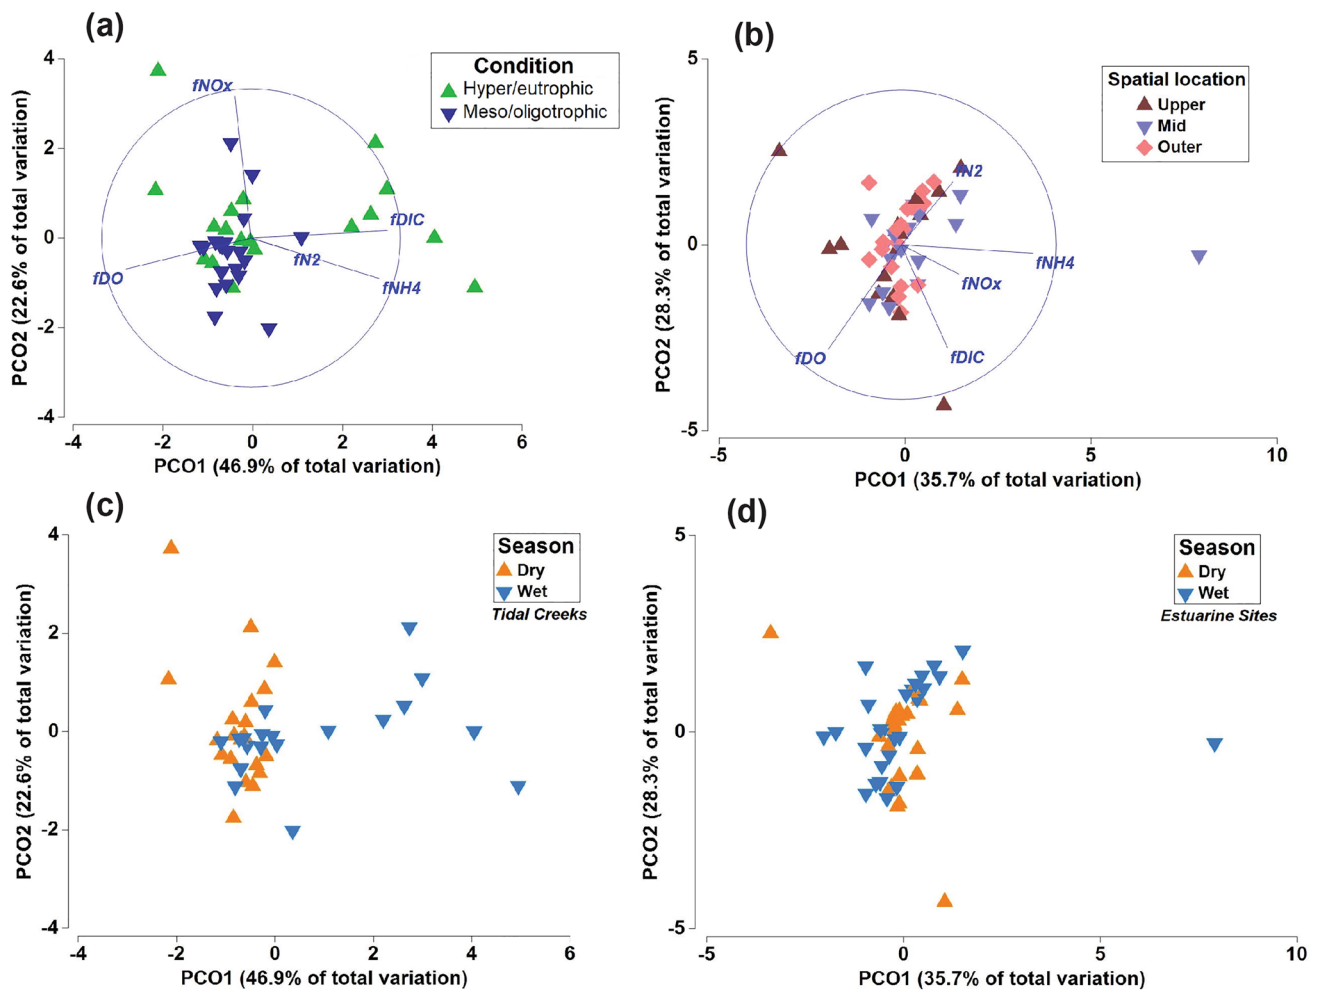 (a)
Condition
Hyper/eutrophic
Meso/oligotrophic
fNOx
fDIC
fN2
fDO
fNH4
4
2
0
-2
-4
-4
-2
0
2
4
6
PCO2 (22.6% of total variation)
PCO1 (46.9% of total variation)
(b)
Spatial location
Upper
Mid
Outer
fN2
fNH4
fNOx
fDO
fDIC
5
0
-5
-5
0
5
10
PCO2 (28.3% of total variation)
PCO1 (35.7% of total variation)
(c)
Season
Dry
Wet
Tidal Creeks
4
2
0
-2
-4
-4
-2
0
2
4
6
PCO2 (22.6% of total variation)
PCO1 (46.9% of total variation)
(d)
Season
Dry
Wet
Estuarine Sites
5
0
-5
-5
0
5
10
PCO2 (28.3% of total variation)
PCO1 (35.7% of total variation)